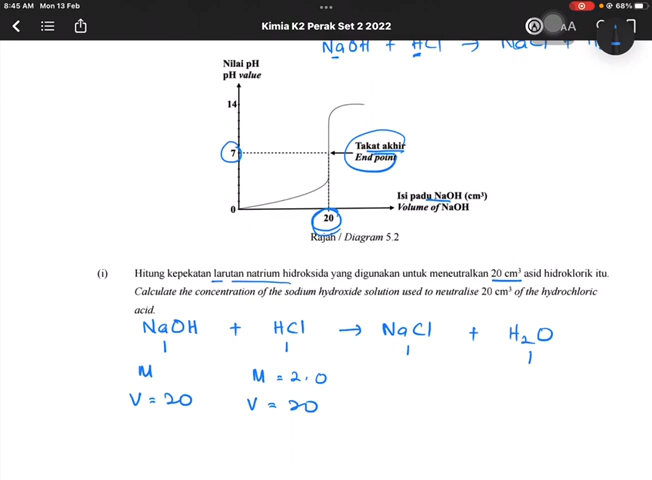 8:45 AM Mon 13 Feb
68%
Kimia K2 Perak Set 2 2022
AA
NaOH + HCl → NaCl + H
Nilai pH
pH value
14
Takat akhir
7
End point
Isi padu NaOH (cm³)
0
Volume of NaOH
20
Rajah / Diagram 5.2
(i) Hitung kepekatan larutan natrium hidroksida yang digunakan untuk meneutralkan 20 cm³ asid hidroklorik itu.
Calculate the concentration of the sodium hydroxide solution used to neutralise 20 cm³ of the hydrochloric
acid.
NaOH + HCl → NaCl + H₂O
1 1 1 1
M M = 2.0
V = 20 V = 20